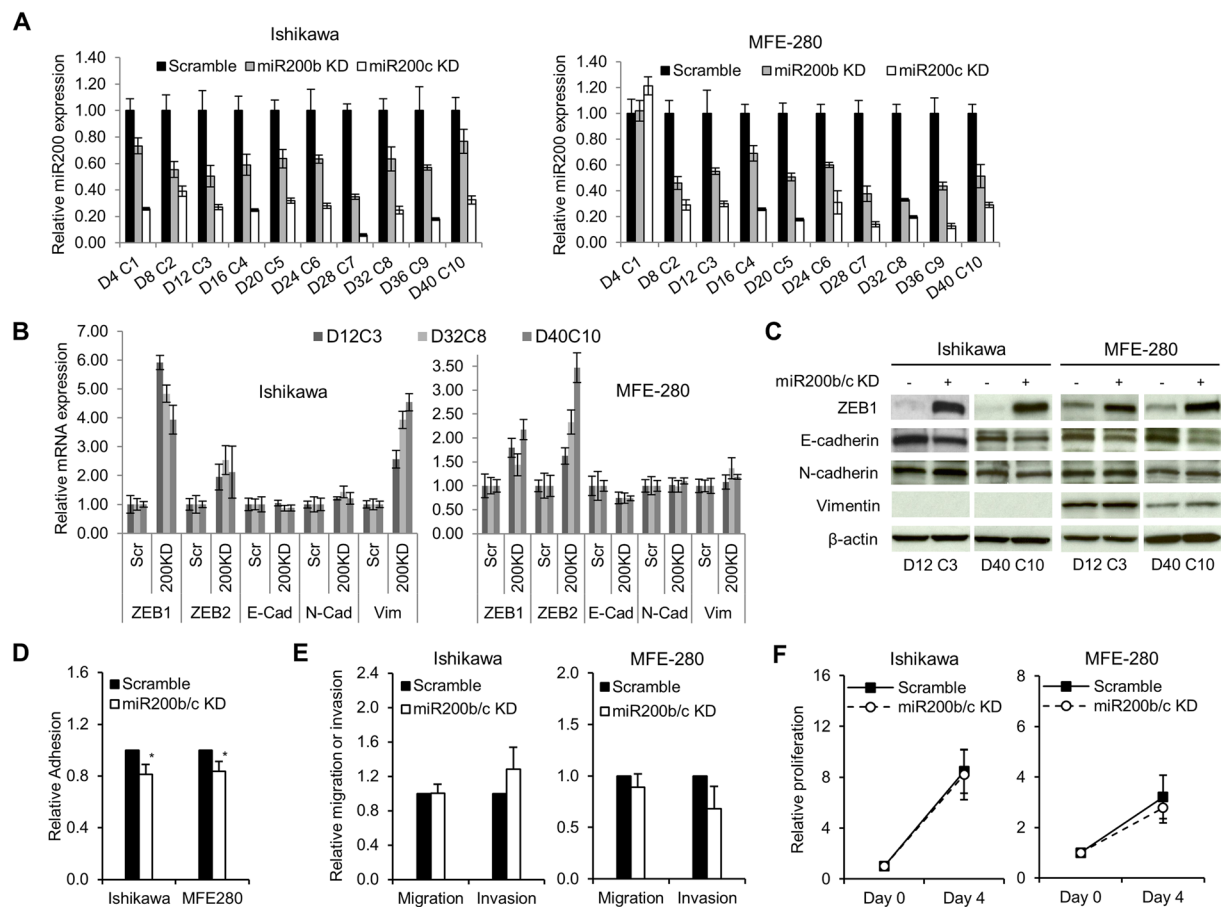 A
Ishikawa
Relative miR200 expression
1.40
1.20
1.00
0.80
0.60
0.40
0.20
0.00
Scramble miR200b KD miR200c KD
D4 C1 D8 C2 D12 C3 D16 C4 D20 C5 D24 C6 D28 C7 D32 C8 D36 C9 D40 C10
MFE-280
Relative miR200 expression
1.40
1.20
1.00
0.80
0.60
0.40
0.20
0.00
Scramble miR200b KD miR200c KD
D4 C1 D8 C2 D12 C3 D16 C4 D20 C5 D24 C6 D28 C7 D32 C8 D36 C9 D40 C10
B
D12C3 D32C8 D40C10
Relative mRNA expression
7.00
6.00
5.00
4.00
3.00
2.00
1.00
0.00
Ishikawa
Scr 200KD Scr 200KD Scr 200KD Scr 200KD Scr 200KD
ZEB1 ZEB2 E-Cad N-Cad Vim
3.50
3.00
2.50
2.00
1.50
1.00
0.50
0.00
MFE-280
Scr 200KD Scr 200KD Scr 200KD Scr 200KD Scr 200KD
ZEB1 ZEB2 E-Cad N-Cad Vim
C
Ishikawa MFE-280
miR200b/c KD - + - + - + - +
ZEB1
E-cadherin
N-cadherin
Vimentin
β-actin
D12 C3 D40 C10 D12 C3 D40 C10
D
Relative Adhesion
1.6
1.2
0.8
0.4
0.0
Scramble
miR200b/c KD
* *
Ishikawa MFE280
E
Ishikawa
Relative migration or invasion
2.4
2.0
1.6
1.2
0.8
0.4
0.0
Scramble
miR200b/c KD
Migration Invasion
MFE-280
2.0
1.5
1.0
0.5
0.0
Scramble
miR200b/c KD
Migration Invasion
F
Ishikawa
Relative proliferation
16
12
8
4
0
Scramble
miR200b/c KD
Day 0 Day 4
MFE-280
8
6
4
2
0
Scramble
miR200b/c KD
Day 0 Day 4